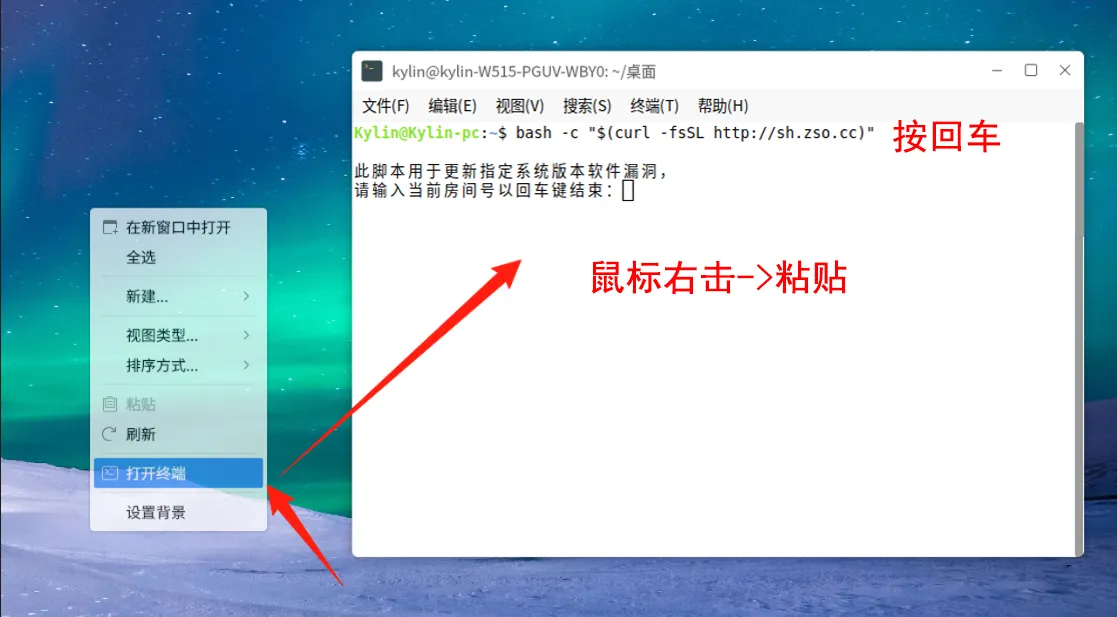 kylin@kylin-W515-PGUV-WBY0: ~/桌面
文件(F) 编辑(E) 视图(V) 搜索(S) 终端(T) 帮助(H)
Kylin@Kylin-pc:~$ bash -c "$(curl -fsSL http://sh.zso.cc)"
按回车
此脚本用于更新指定系统版本软件漏洞，
请输入当前房间号以回车键结束：
鼠标右击->粘贴
在新窗口中打开
全选
新建...
视图类型...
排序方式...
粘贴
刷新
打开终端
设置背景